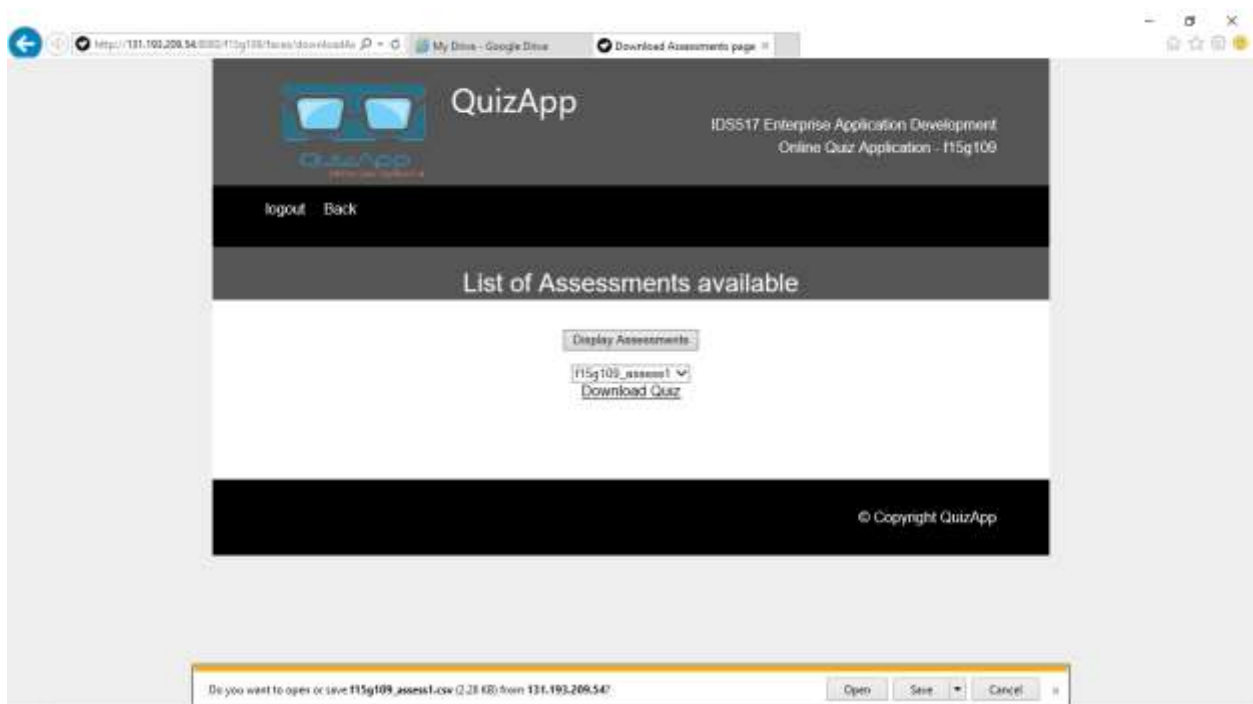 My Drive - Google Drive
Download Assessments page
QuizApp
IDS517 Enterprise Application Development
Online Quiz Application - f15g109
QuizApp
logout Back
List of Assessments available
Display Assessments
f15g109_assess1
Download Quiz
© Copyright QuizApp
Do you want to open or save f15g109_assess1.csv (2.28 KB) from 131.193.209.54?
Open Save Cancel